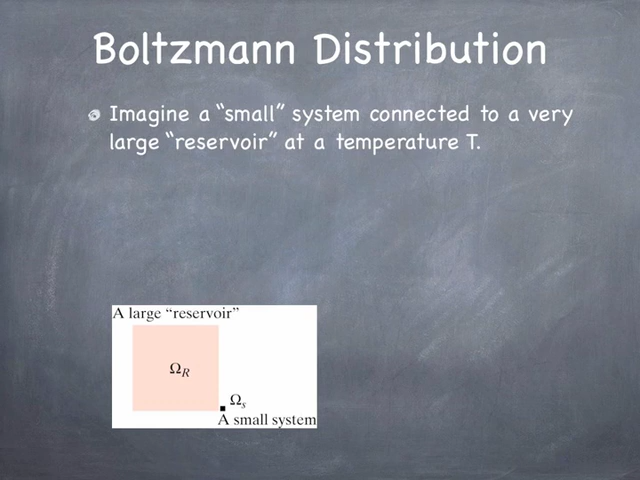 Boltzmann Distribution
Imagine a “small” system connected to a very
large “reservoir” at a temperature T.
A large “reservoir”
Ω_R
Ω_s
A small system